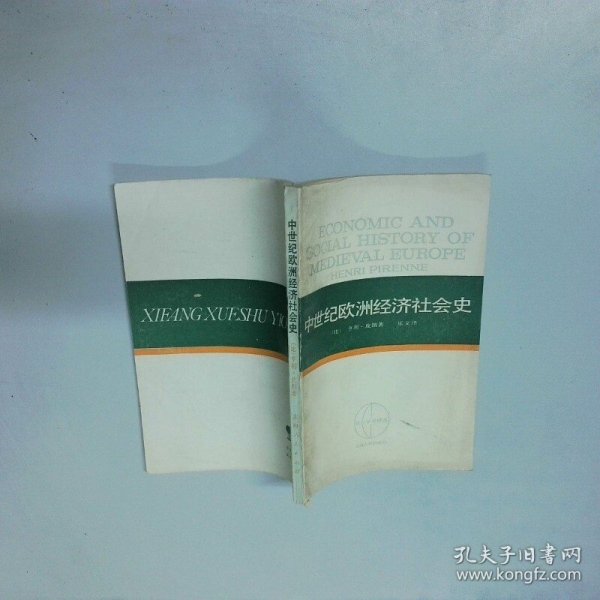 ECONOMIC AND
SOCIAL HISTORY OF
MEDIEVAL EUROPE
HENRI PIRENNE
中世纪欧洲经济社会史
XIFANG XUESHU YI
中世纪欧洲经济社会史
孔夫子旧书网
www.kongfz.com